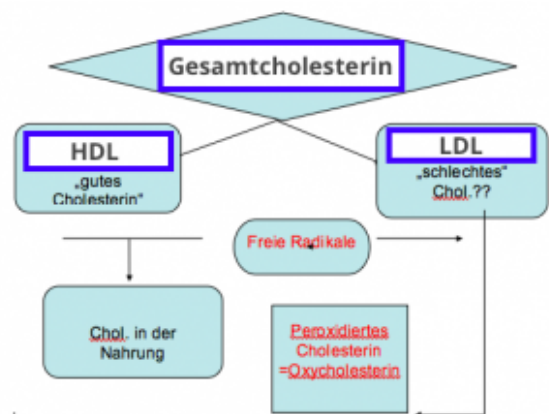 Gesamtcholesterin
HDL
„gutes
Cholesterin“
LDL
„schlechtes“
Chol.??
Freie Radikale
Chol. in der
Nahrung
Peroxidiertes
Cholesterin
=Oxycholesterin